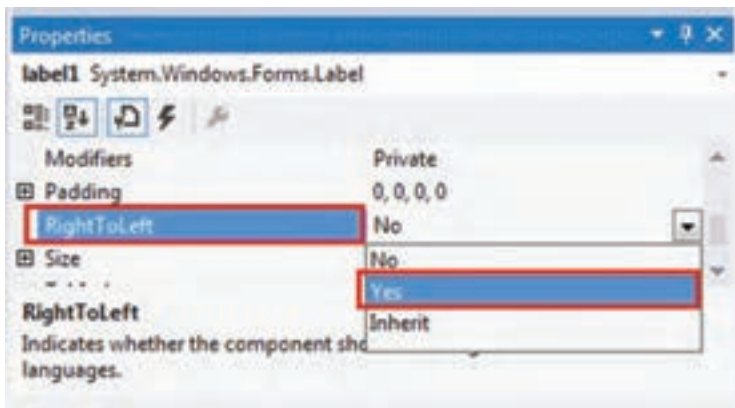 Properties
label1 System.Windows.Forms.Label
Modifiers Private
Padding 0, 0, 0, 0
RightToLeft No
Size No
Yes
Inherit
RightToLeft
Indicates whether the component
languages.